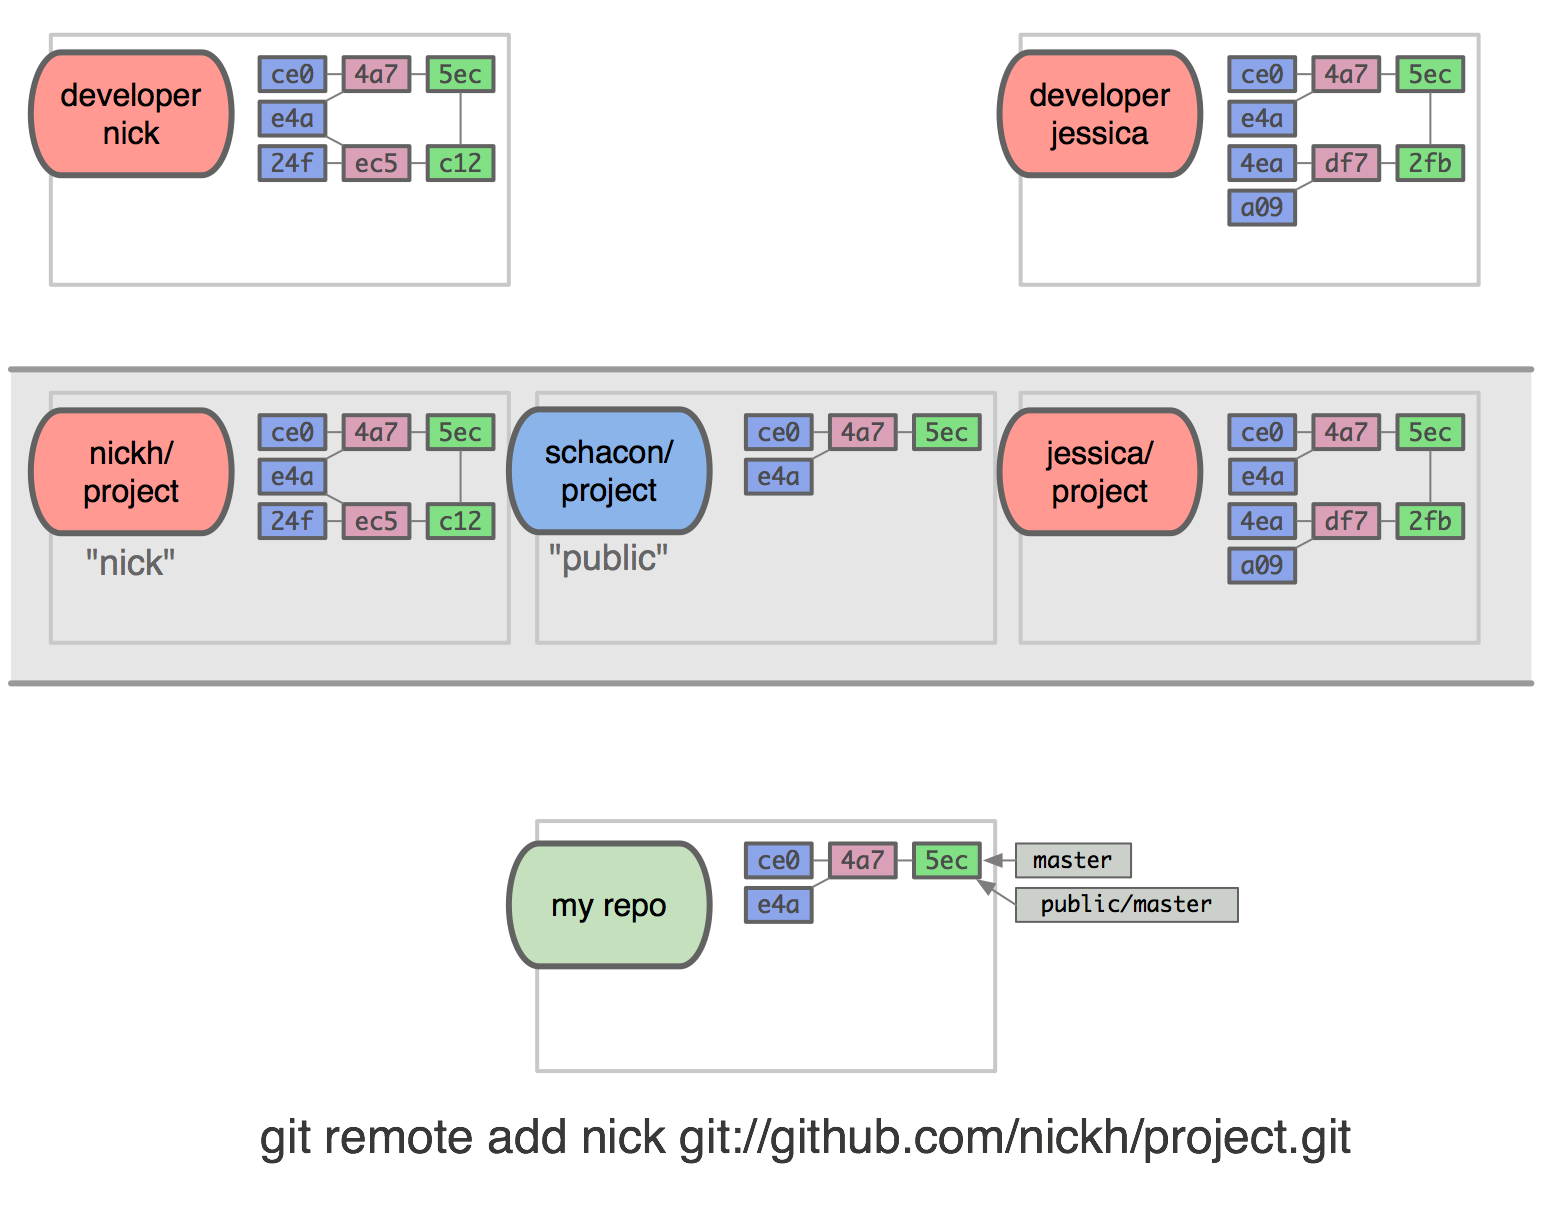 developer
nick
ce0 4a7 5ec
e4a
24f ec5 c12
developer
jessica
ce0 4a7 5ec
e4a
4ea df7 2fb
a09
nickh/
project
"nick"
ce0 4a7 5ec
e4a
24f ec5 c12
schacon/
project
"public"
ce0 4a7 5ec
e4a
jessica/
project
ce0 4a7 5ec
e4a
4ea df7 2fb
a09
my repo
ce0 4a7 5ec
e4a
master
public/master
git remote add nick git://github.com/nickh/project.git